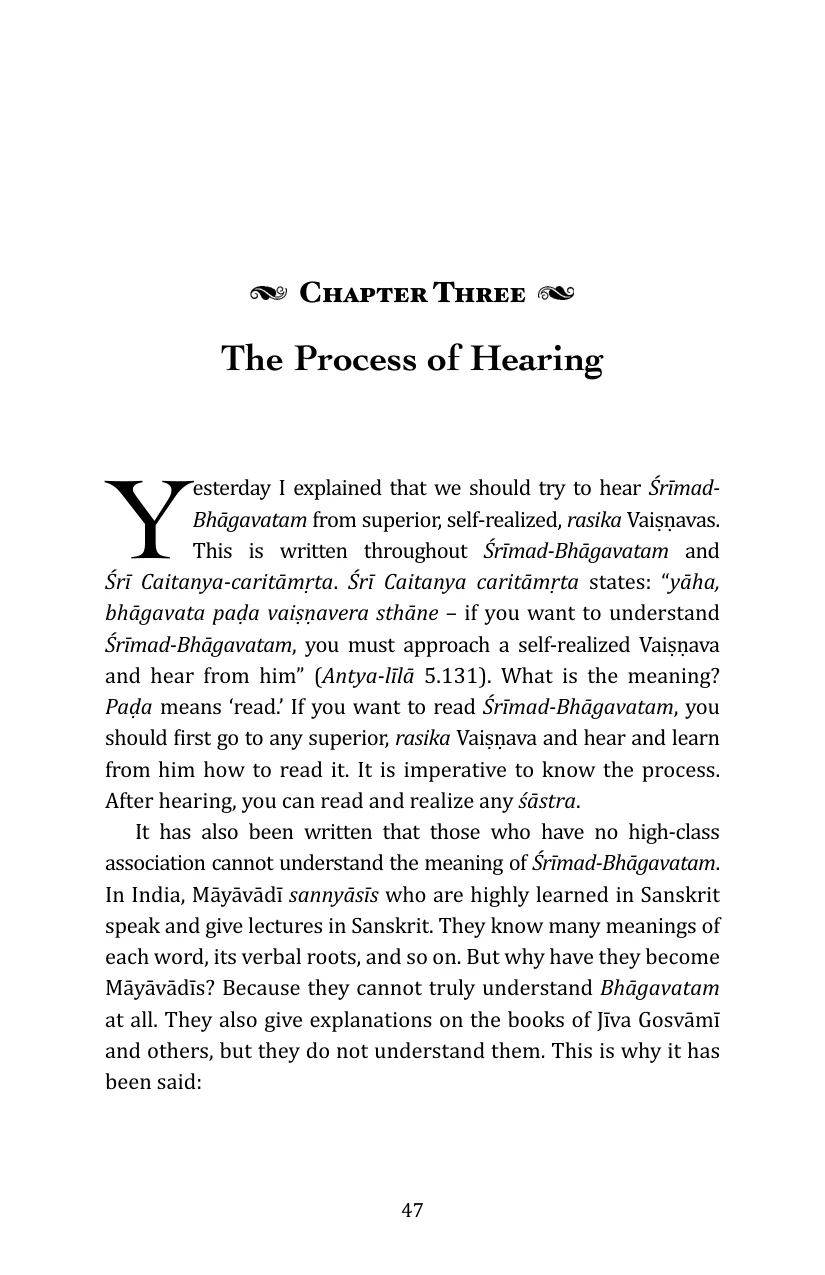 Chapter Three
The Process of Hearing
Yesterday I explained that we should try to hear Śrīmad-
Bhāgavatam from superior, self-realized, rasika Vaiṣṇavas.
This is written throughout Śrīmad-Bhāgavatam and
Śrī Caitanya-caritāmṛta. Śrī Caitanya caritāmṛta states: “yāha,
bhāgavata paḍa vaiṣṇavera sthāne – if you want to understand
Śrīmad-Bhāgavatam, you must approach a self-realized Vaiṣṇava
and hear from him” (Antya-līlā 5.131). What is the meaning?
Paḍa means ‘read.’ If you want to read Śrīmad-Bhāgavatam, you
should first go to any superior, rasika Vaiṣṇava and hear and learn
from him how to read it. It is imperative to know the process.
After hearing, you can read and realize any śāstra.
It has also been written that those who have no high-class
association cannot understand the meaning of Śrīmad-Bhāgavatam.
In India, Māyāvādī sannyāsīs who are highly learned in Sanskrit
speak and give lectures in Sanskrit. They know many meanings of
each word, its verbal roots, and so on. But why have they become
Māyāvādīs? Because they cannot truly understand Bhāgavatam
at all. They also give explanations on the books of Jīva Gosvāmī
and others, but they do not understand them. This is why it has
been said:
47